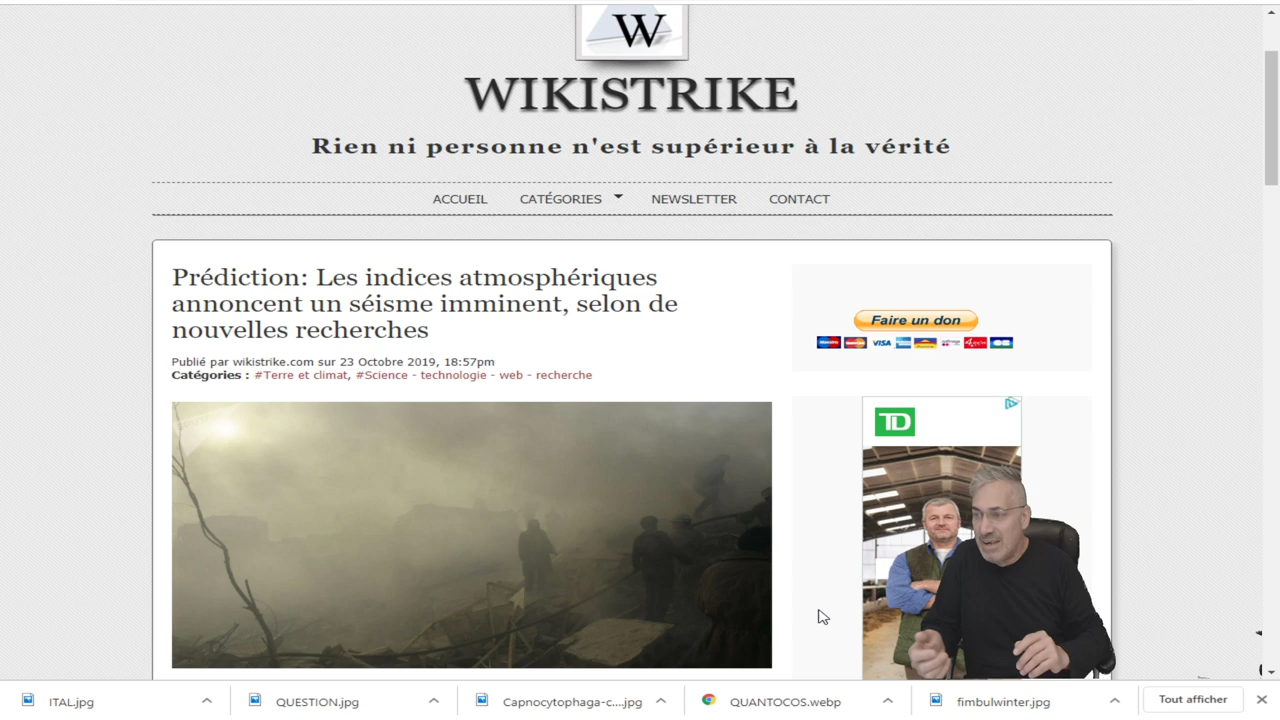 W
WIKISTRIKE
Rien ni personne n'est supérieur à la vérité
ACCUEIL CATÉGORIES NEWSLETTER CONTACT
Prédiction: Les indices atmosphériques
annoncent un séisme imminent, selon de
nouvelles recherches
Publié par wikistrike.com sur 23 Octobre 2019, 18:57pm
Catégories : #Terre et climat, #Science - technologie - web - recherche
Faire un don
VISA
TD
ITAL.jpg QUESTION.jpg Capnocytophaga-c....jpg QUANTOCOS.webp fimbulwinter.jpg Tout afficher